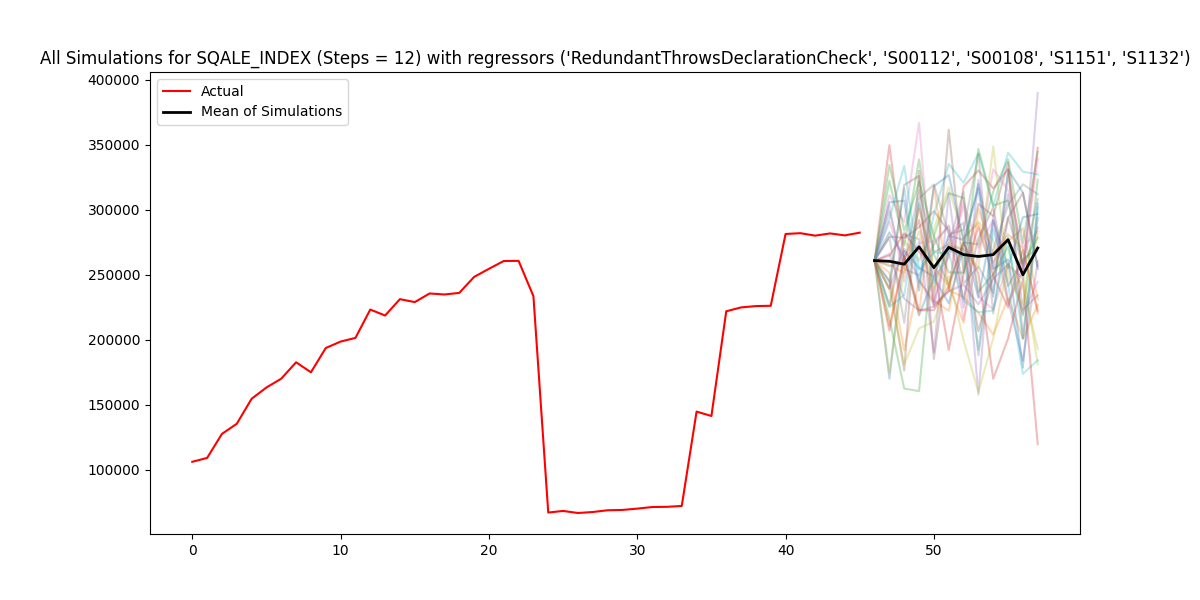 All Simulations for SQALE_INDEX (Steps = 12) with regressors ('RedundantThrowsDeclarationCheck', 'S00112', 'S00108', 'S1151', 'S1132')
Actual
Mean of Simulations
400000
350000
300000
250000
200000
150000
100000
0 10 20 30 40 50